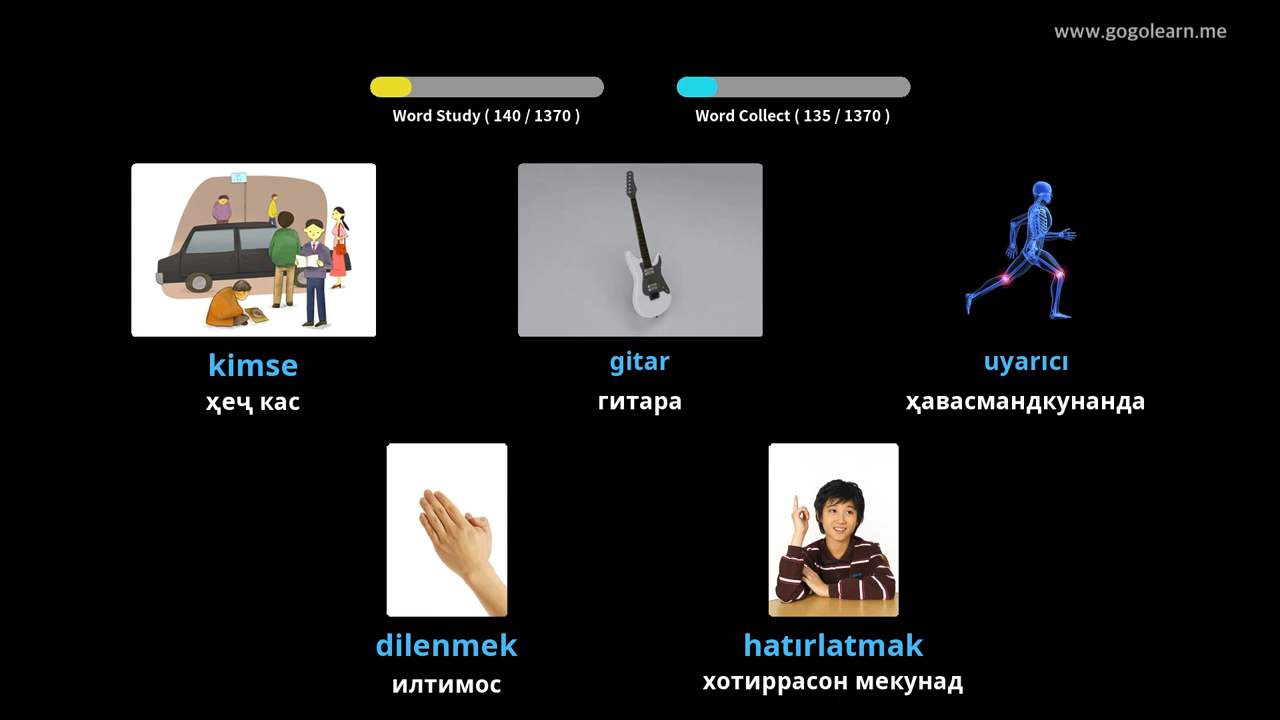 www.gogolearn.me
Word Study ( 140 / 1370 )
Word Collect ( 135 / 1370 )
kimse
ҳеҷ кас
gitar
гитара
uyarıcı
ҳавасмандкунанда
dilenmek
илтимос
hatırlatmak
хотиррасон мекунад